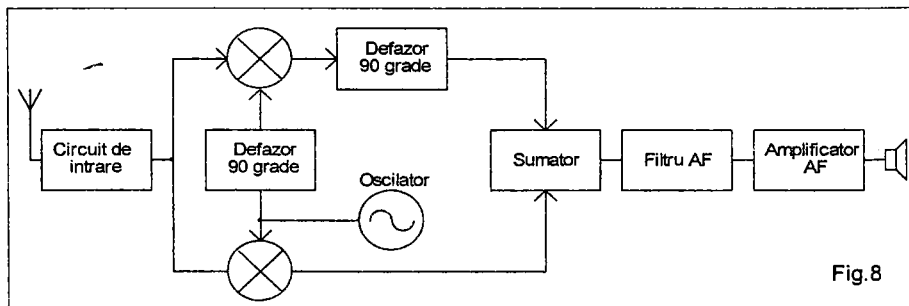 Defazor
90 grade
Circuit de
intrare
Defazor
90 grade
Oscilator
Sumator
Filtru AF
Amplificator
AF
Fig.8